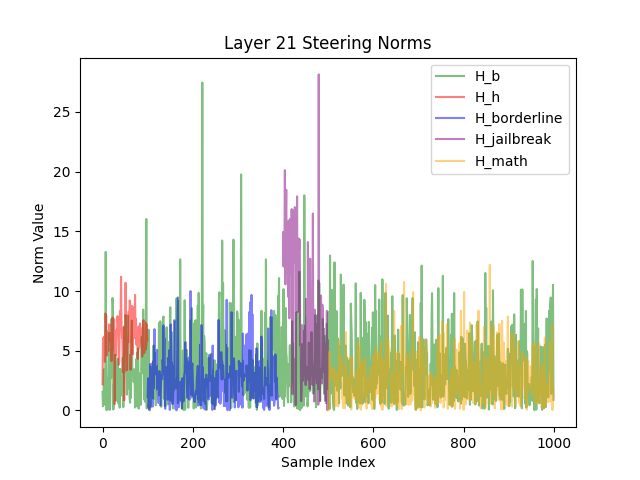 Layer 21 Steering Norms
H_b
H_h
H_borderline
H_jailbreak
H_math
Norm Value
25
20
15
10
5
0
0 200 400 600 800 1000
Sample Index